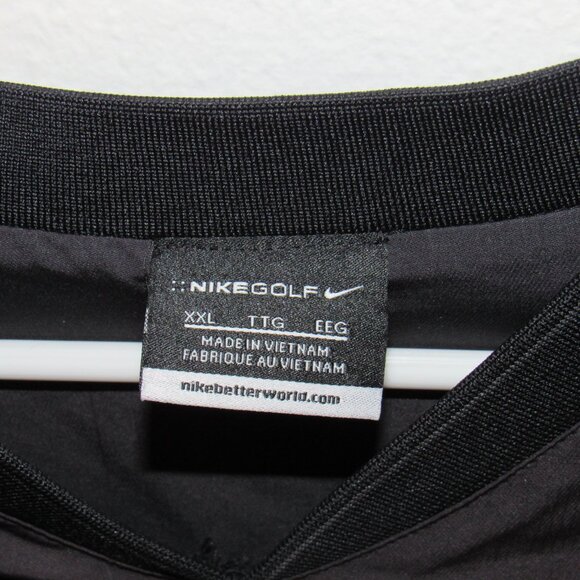 NIKEGOLF
XXL TTG EEG
MADE IN VIETNAM
FABRIQUE AU VIETNAM
nikebetterworld.com